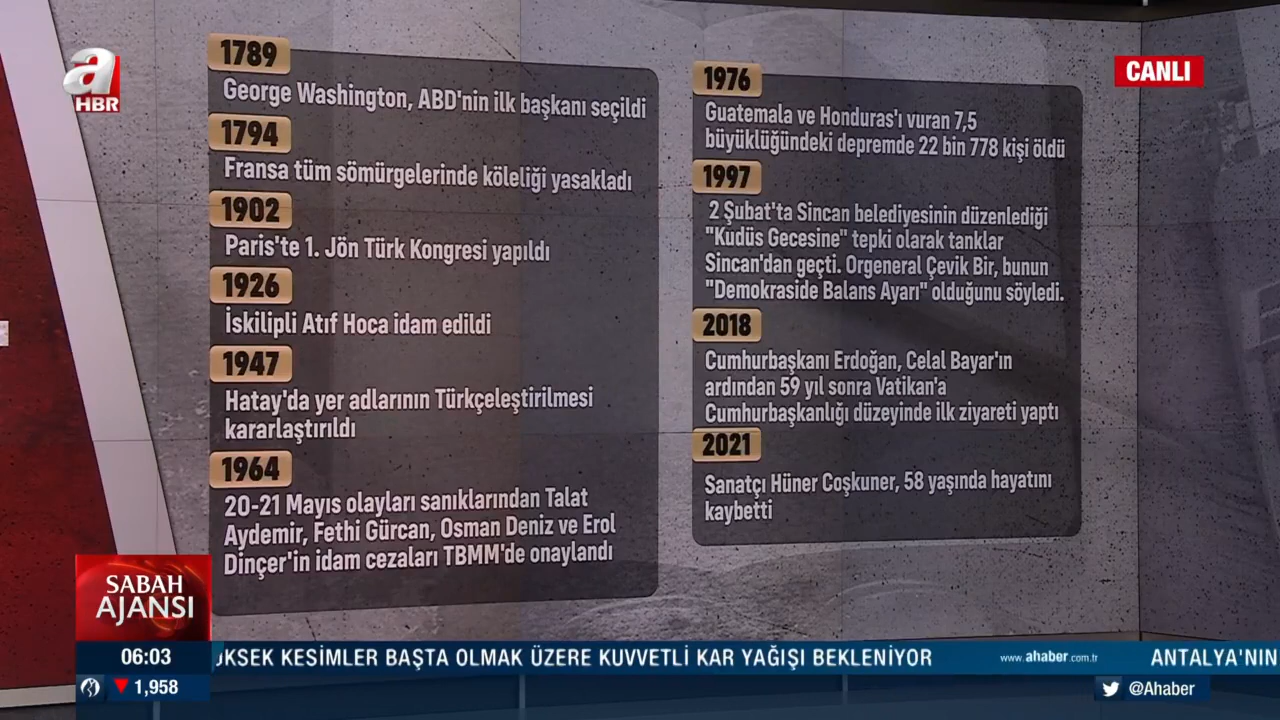 a
HBR
CANLI
1789
George Washington, ABD'nin ilk başkanı seçildi
1794
Fransa tüm sömürgelerinde köleliği yasakladı
1902
Paris'te 1. Jön Türk Kongresi yapıldı
1926
İskilipli Atıf Hoca idam edildi
1947
Hatay'da yer adlarının Türkçeleştirilmesi
kararlaştırıldı
1964
20-21 Mayıs olayları sanıklarından Talat
Aydemir, Fethi Gürcan, Osman Deniz ve Erol
Dinçer'in idam cezaları TBMM'de onaylandı
1976
Guatemala ve Honduras'ı vuran 7,5
büyüklüğündeki depremde 22 bin 778 kişi öldü
1997
2 Şubat'ta Sincan belediyesinin düzenlediği
"Kudüs Gecesine" tepki olarak tanklar
Sincan'dan geçti. Orgeneral Çevik Bir, bunun
"Demokraside Balans Ayarı" olduğunu söyledi.
2018
Cumhurbaşkanı Erdoğan, Celal Bayar'ın
ardından 59 yıl sonra Vatikan'a
Cumhurbaşkanlığı düzeyinde ilk ziyareti yaptı
2021
Sanatçı Hüner Coşkuner, 58 yaşında hayatını
kaybetti
SABAH
AJANSI
06:03
KESİMLER BAŞTA OLMAK ÜZERE KUVVETLİ KAR YAĞIŞI BEKLENİYOR
www.ahaber.com.tr
ANTALYA'NIN
1,958
@Ahaber